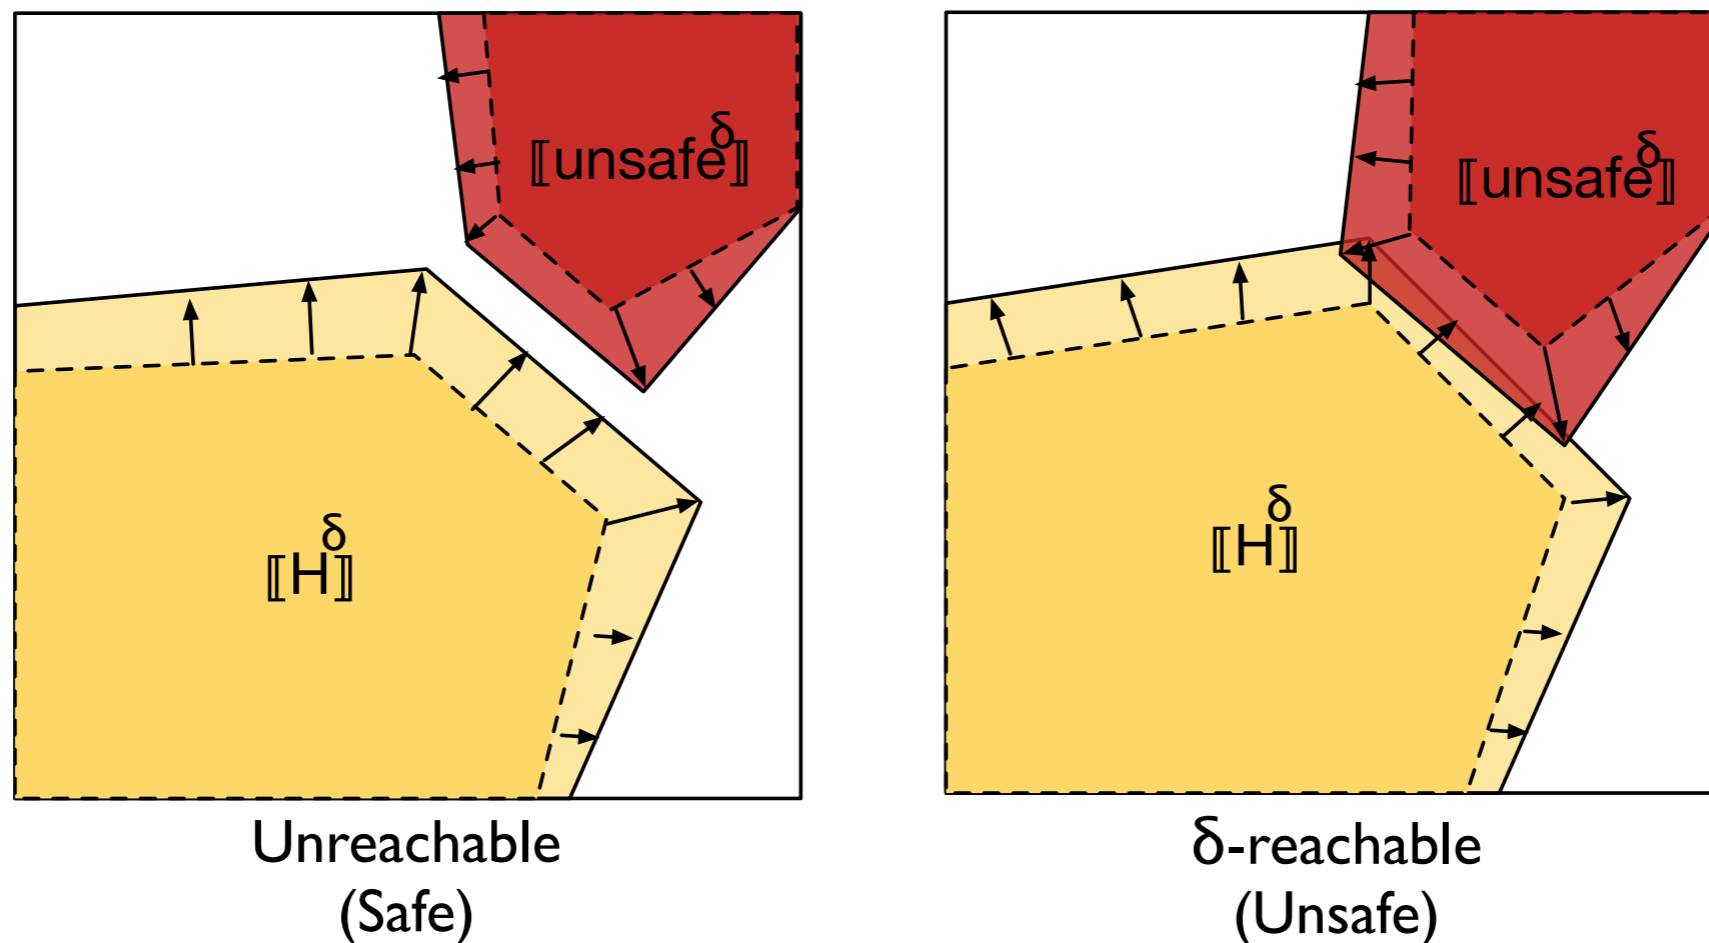 ⟦unsafe⟧δ
⟦H⟧δ
Unreachable
(Safe)
⟦unsafe⟧δ
⟦H⟧δ
δ-reachable
(Unsafe)